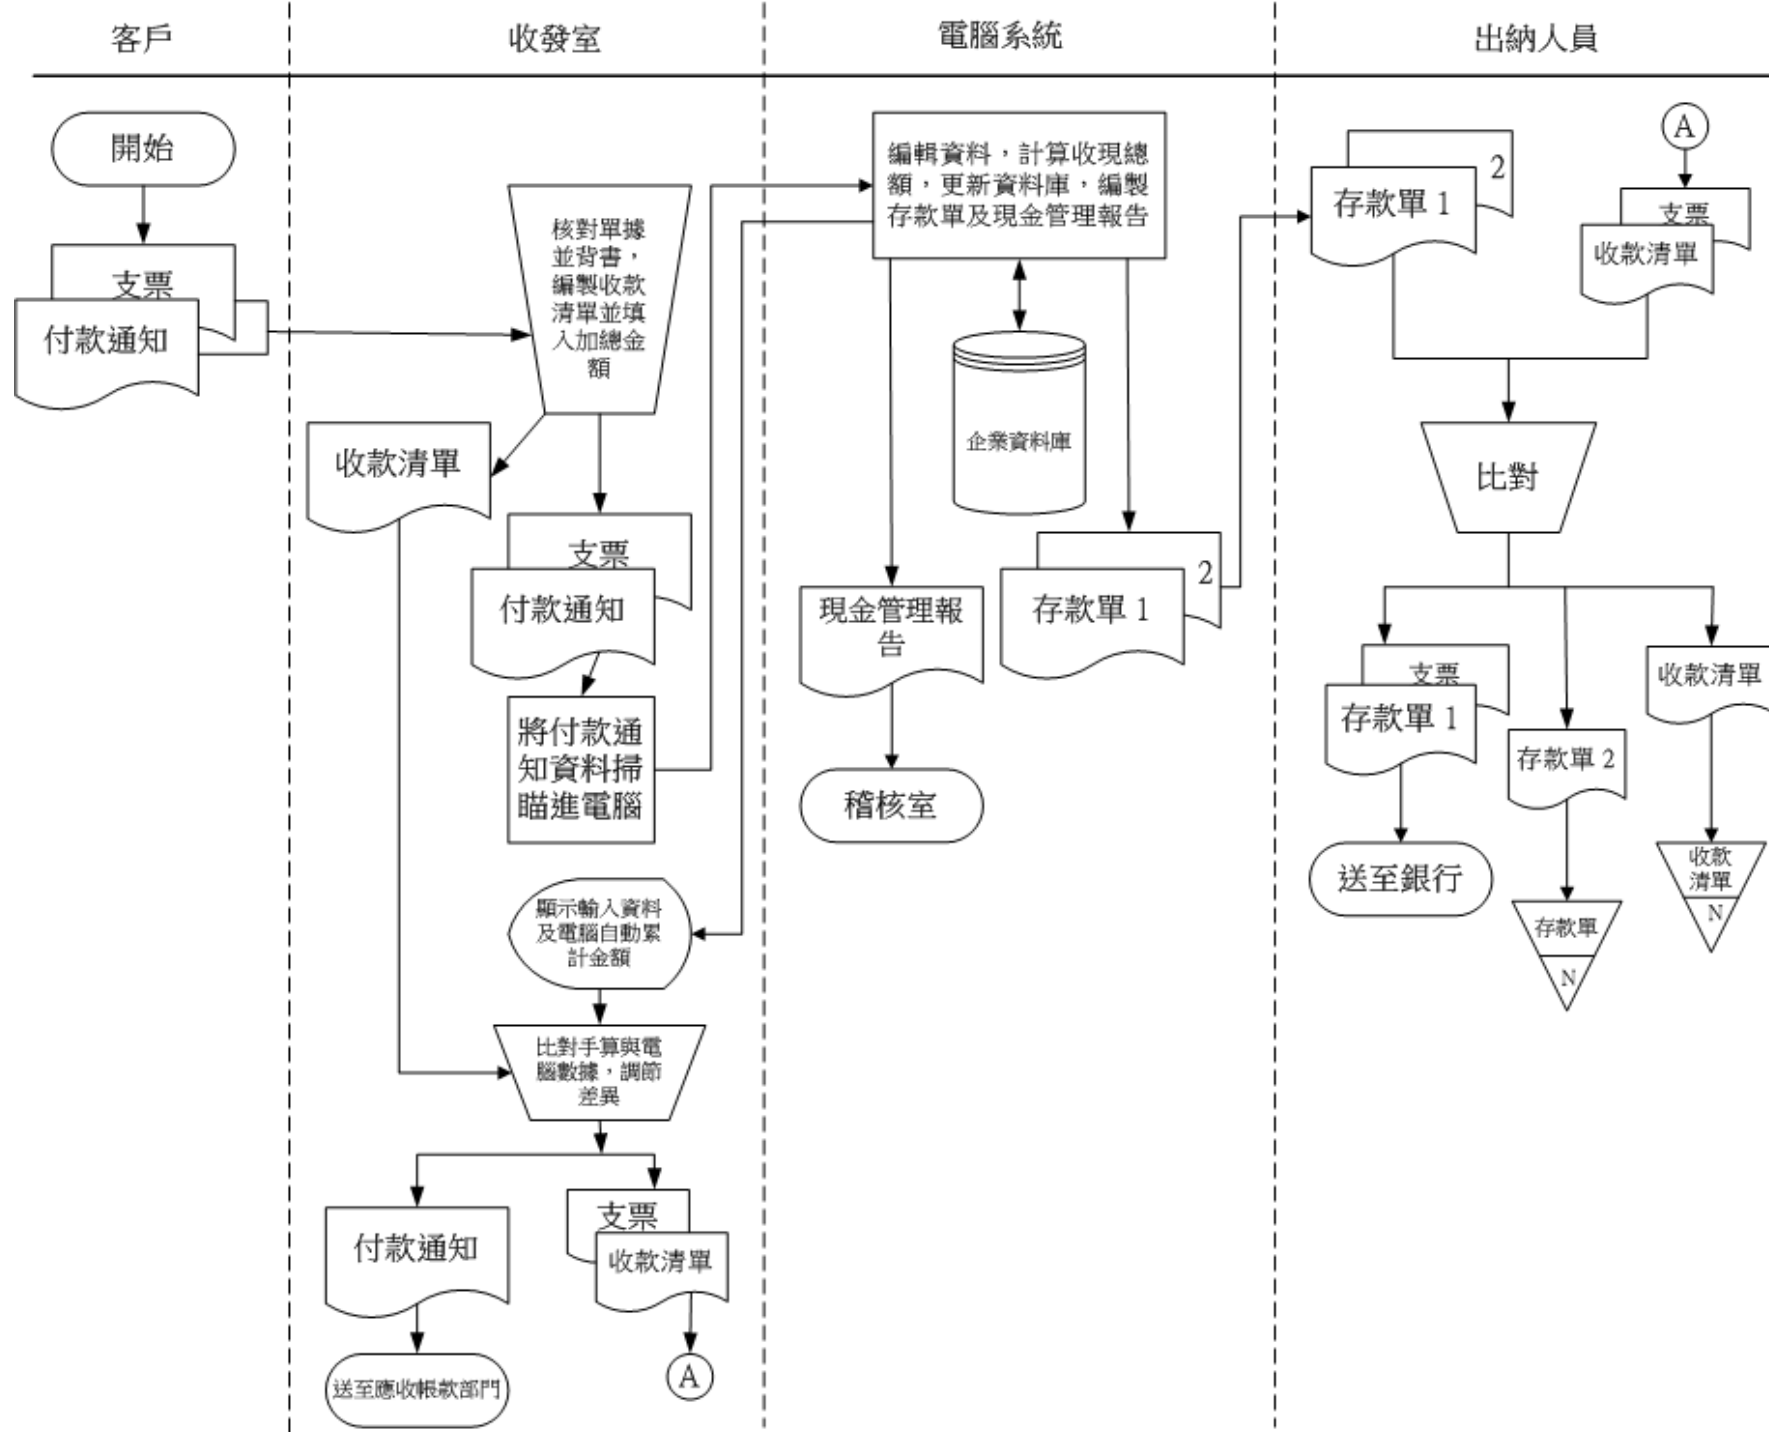 客戶
收發室
電腦系統
出納人員
開始
支票
付款通知
核對單據
並背書，
編製收款
清單並填
入加總金
額
收款清單
支票
付款通知
將付款通
知資料掃
瞄進電腦
顯示輸入資料
及電腦自動累
計金額
比對手算與電
腦數據，調節
差異
付款通知
送至應收帳款部門
支票
收款清單
A
編輯資料，計算收現總
額，更新資料庫，編製
存款單及現金管理報告
企業資料庫
現金管理報
告
稽核室
2
存款單 1
2
存款單 1
A
支票
收款清單
比對
支票
存款單 1
送至銀行
存款單 2
存款單
N
收款清單
收款
清單
N